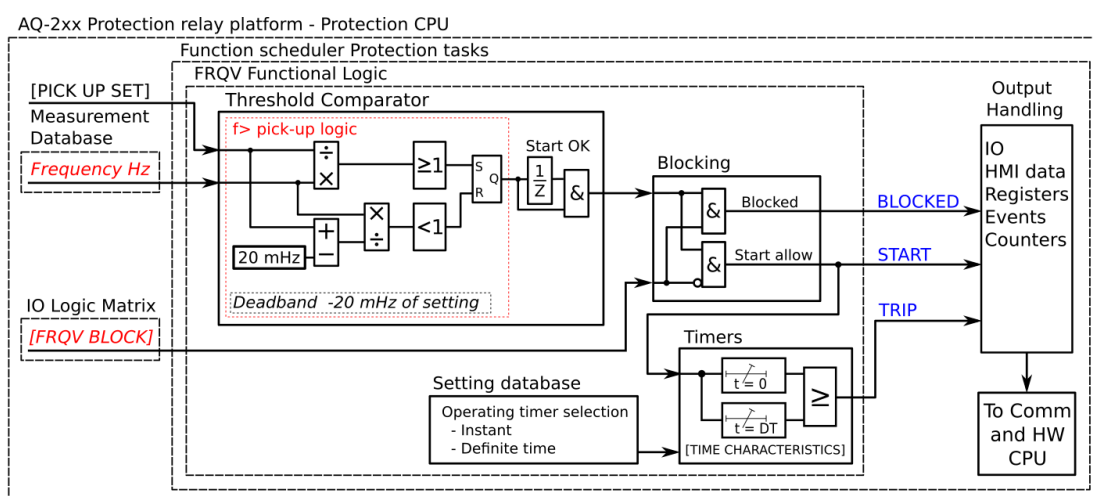 AQ-2xx Protection relay platform - Protection CPU
Function scheduler Protection tasks
FRQV Functional Logic
[PICK UP SET]
Measurement
Database
Frequency Hz
Threshold Comparator
f> pick-up logic
÷
×
≥1
S
R
Q
×
÷
<1
+
−
20 mHz
Deadband -20 mHz of setting
Start OK
1
Z
&
Blocking
&
Blocked
&
Start allow
BLOCKED
START
TRIP
Output
Handling
IO
HMI data
Registers
Events
Counters
IO Logic Matrix
[FRQV BLOCK]
Timers
t = 0
t = DT
≥
[TIME CHARACTERISTICS]
Setting database
Operating timer selection
- Instant
- Definite time
To Comm
and HW
CPU